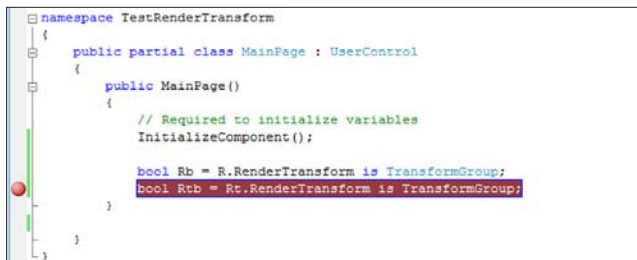 namespace TestRenderTransform
{
    public partial class MainPage : UserControl
    {
        public MainPage()
        {
            // Required to initialize variables
            InitializeComponent();

            bool Rb = R.RenderTransform is TransformGroup;
            bool Rtb = Rt.RenderTransform is TransformGroup;
        }

    }
}